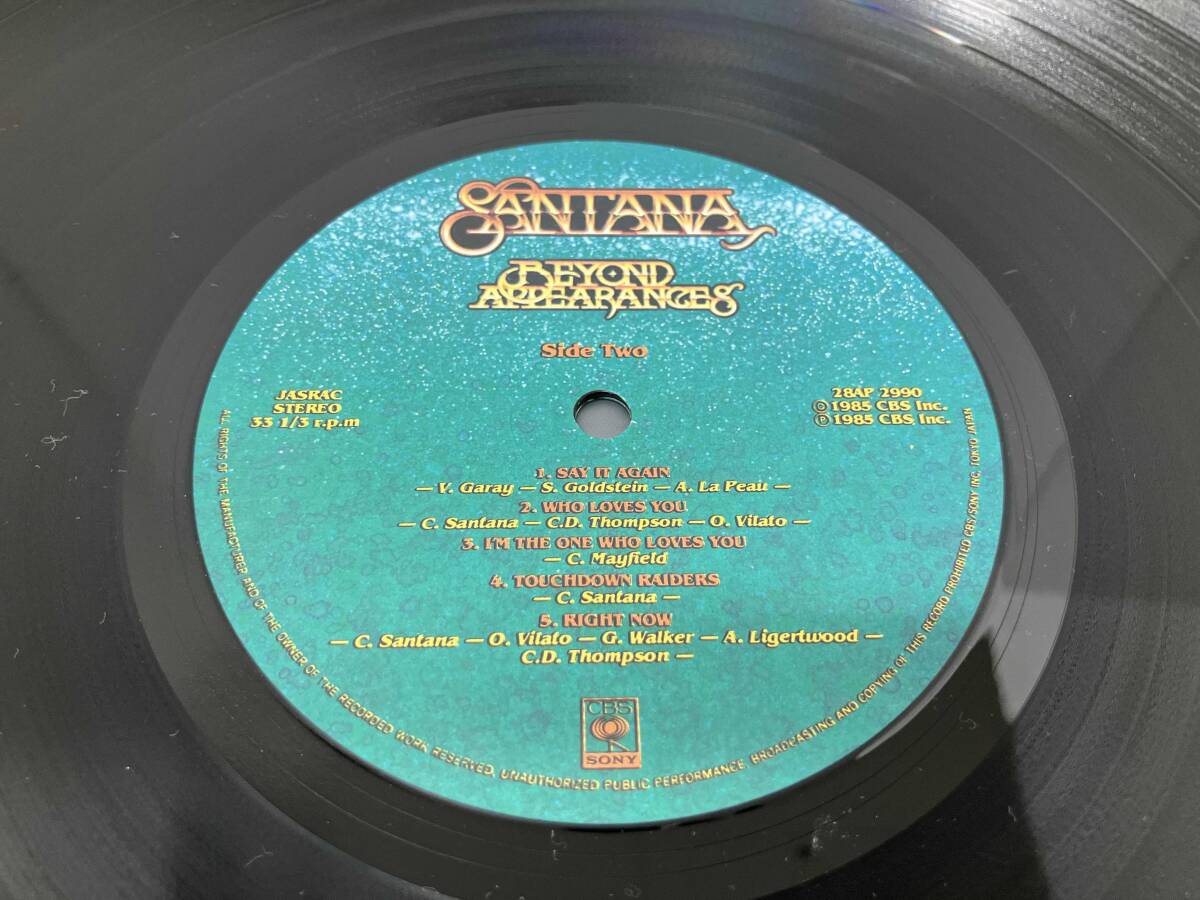 SANTANA
BEYOND
APPEARANCES
Side Two
JASRAC
STEREO
33 1/3 r.p.m
28AP 2990
Ⓒ1985 CBS Inc.
Ⓟ1985 CBS, Inc.
1. SAY IT AGAIN
— V. Garay — S. Goldstein — A. La Peau —
2. WHO LOVES YOU
— C. Santana — C.D. Thompson — O. Vilato —
3. I'M THE ONE WHO LOVES YOU
— C. Mayfield
4. TOUCHDOWN RAIDERS
— C. Santana —
5. RIGHT NOW
— C. Santana — O. Vilato — G. Walker — A. Ligertwood —
C.D. Thompson —
CBS
SONY
ALL RIGHTS OF THE MANUFACTURER AND OF THE OWNER OF THE RECORDED WORK RESERVED, UNAUTHORIZED PUBLIC PERFORMANCE, BROADCASTING AND COPYING OF THIS RECORD PROHIBITED CBS/SONY INC. TOKYO JAPAN